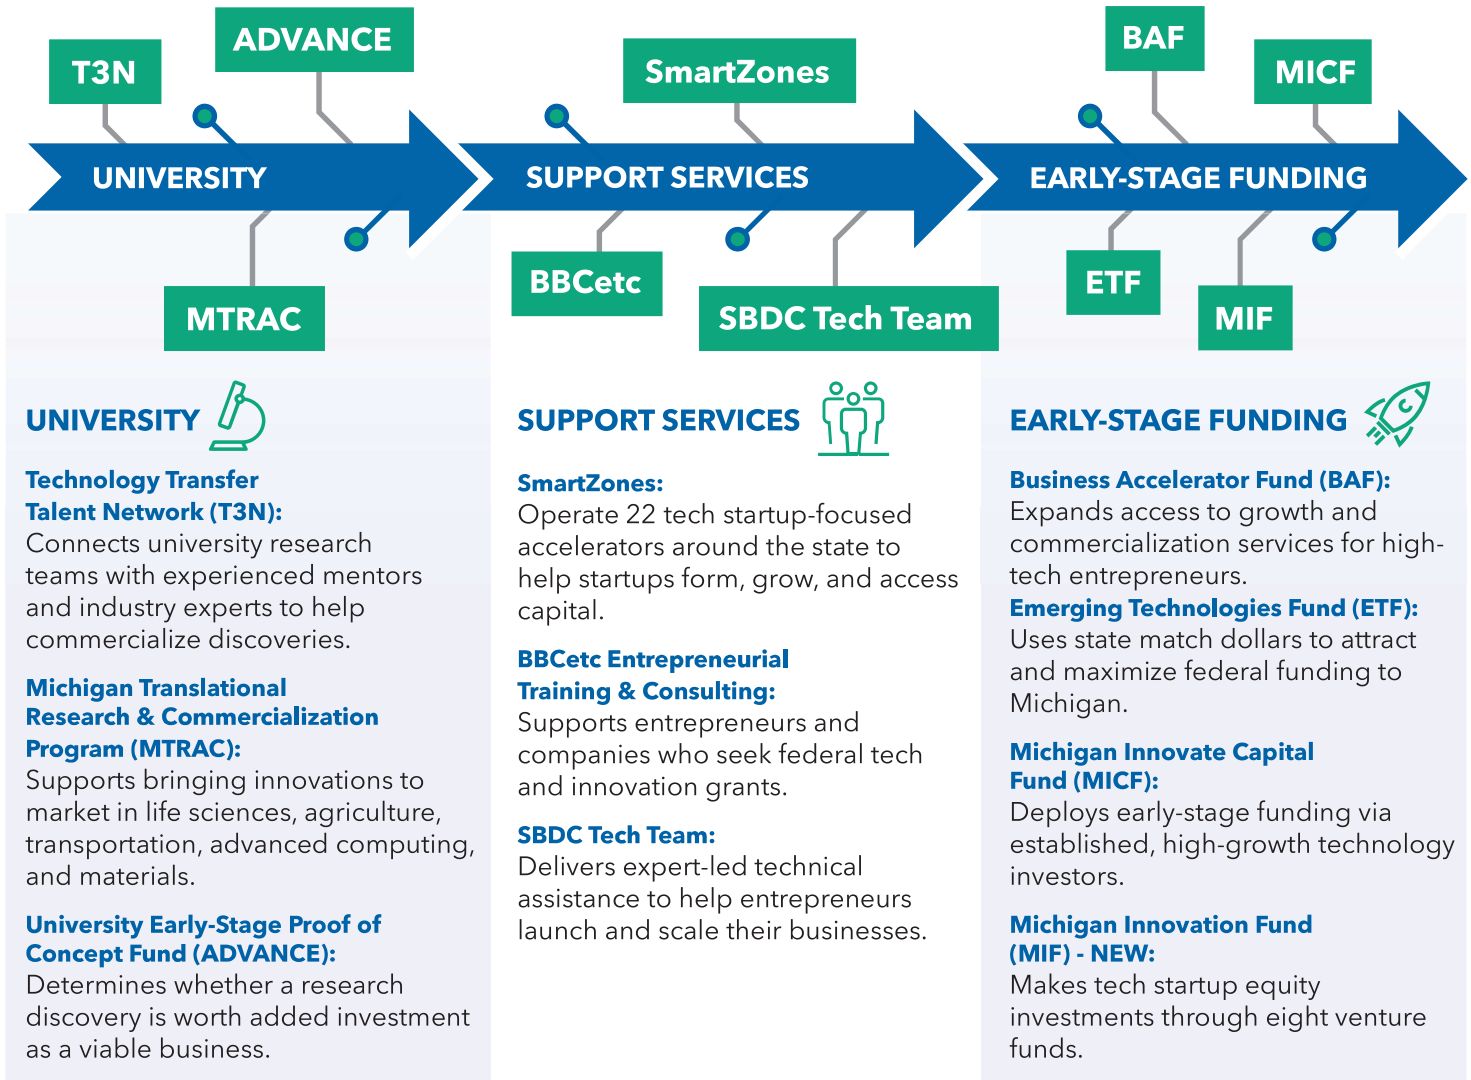 T3N
ADVANCE
SmartZones
BAF
MICF
UNIVERSITY
SUPPORT SERVICES
EARLY-STAGE FUNDING
MTRAC
BBCetc
SBDC Tech Team
ETF
MIF
UNIVERSITY
Technology Transfer
Talent Network (T3N):
Connects university research
teams with experienced mentors
and industry experts to help
commercialize discoveries.
Michigan Translational
Research & Commercialization
Program (MTRAC):
Supports bringing innovations to
market in life sciences, agriculture,
transportation, advanced computing,
and materials.
University Early-Stage Proof of
Concept Fund (ADVANCE):
Determines whether a research
discovery is worth added investment
as a viable business.
SUPPORT SERVICES
SmartZones:
Operate 22 tech startup-focused
accelerators around the state to
help startups form, grow, and access
capital.
BBCetc Entrepreneurial
Training & Consulting:
Supports entrepreneurs and
companies who seek federal tech
and innovation grants.
SBDC Tech Team:
Delivers expert-led technical
assistance to help entrepreneurs
launch and scale their businesses.
EARLY-STAGE FUNDING
Business Accelerator Fund (BAF):
Expands access to growth and
commercialization services for high-
tech entrepreneurs.
Emerging Technologies Fund (ETF):
Uses state match dollars to attract
and maximize federal funding to
Michigan.
Michigan Innovate Capital
Fund (MICF):
Deploys early-stage funding via
established, high-growth technology
investors.
Michigan Innovation Fund
(MIF) - NEW:
Makes tech startup equity
investments through eight venture
funds.